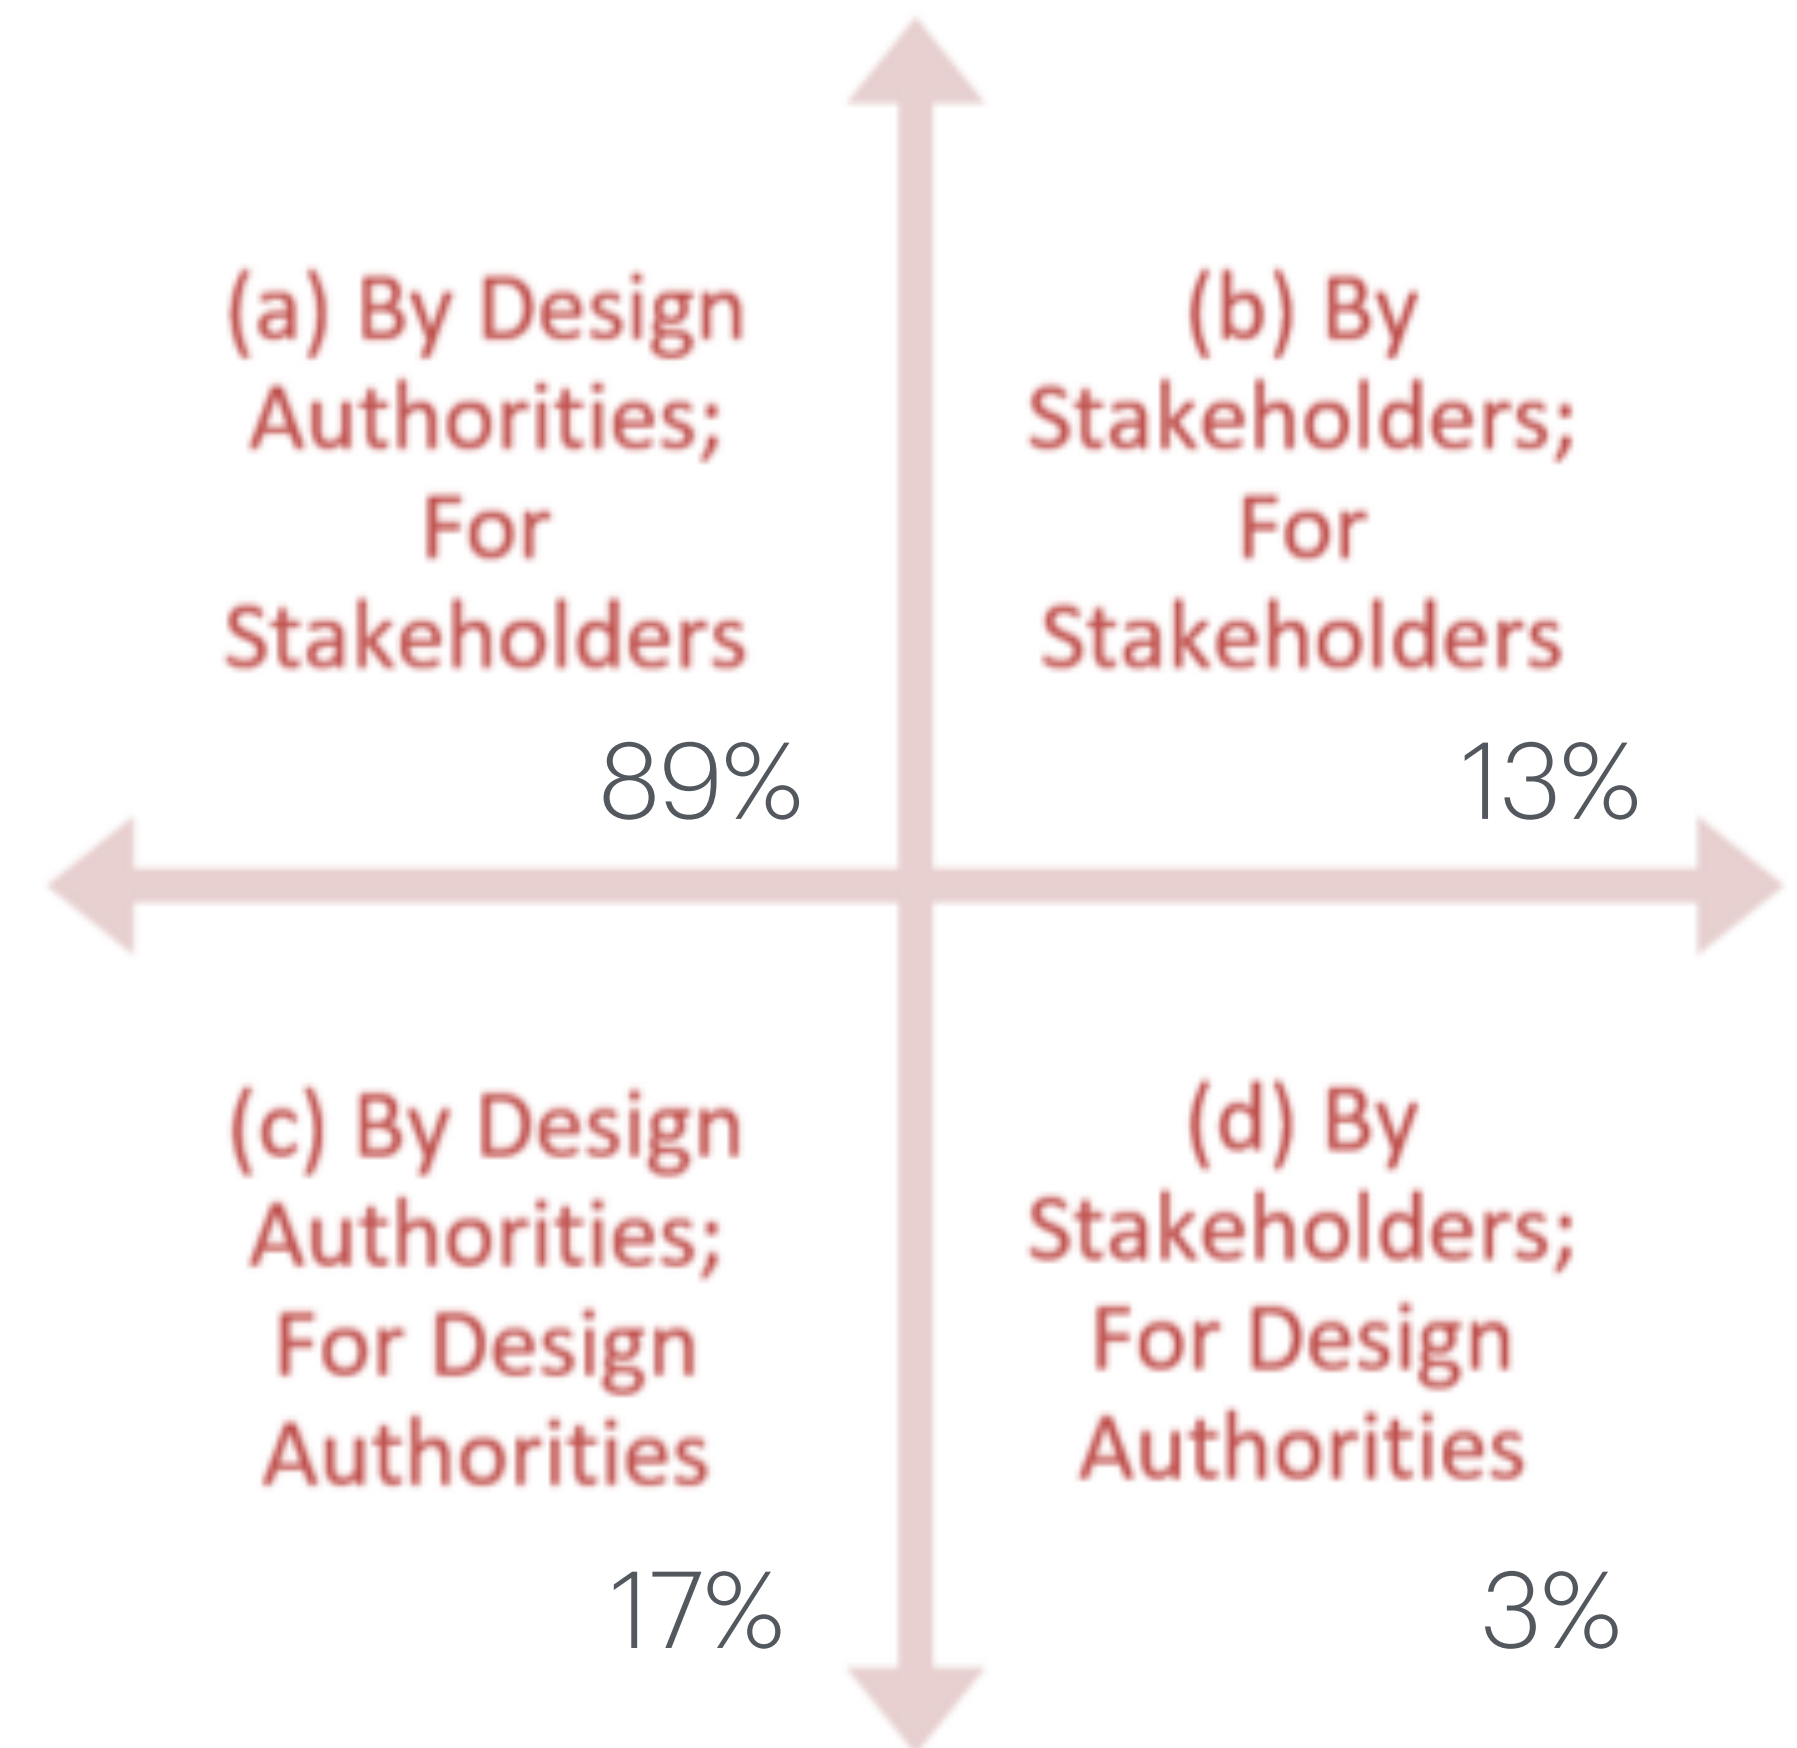 (a) By Design
Authorities;
For
Stakeholders
89%
(b) By
Stakeholders;
For
Stakeholders
13%
(c) By Design
Authorities;
For Design
Authorities
17%
(d) By
Stakeholders;
For Design
Authorities
3%